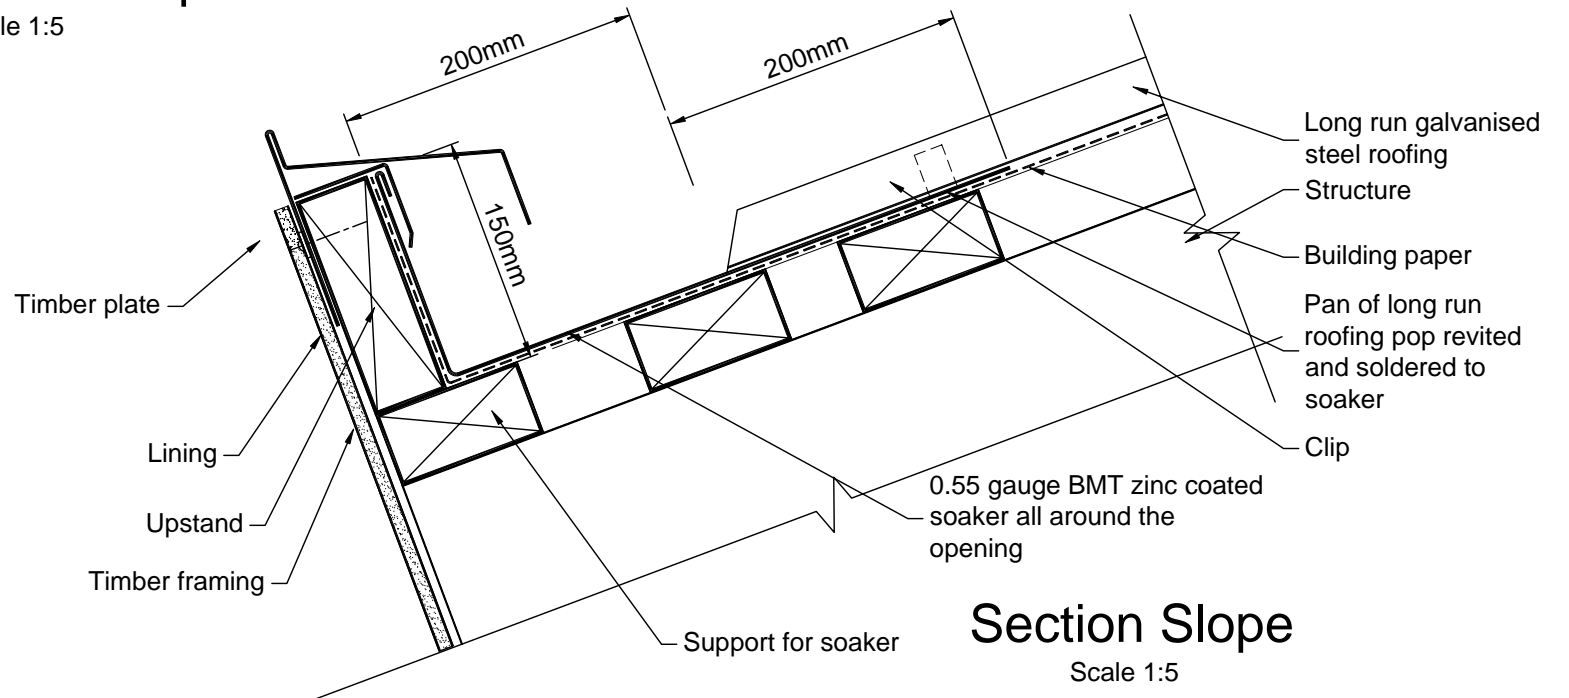 le 1:5
200mm
200mm
150mm
Long run galvanised
steel roofing
Structure
Building paper
Pan of long run
roofing pop revited
and soldered to
soaker
Clip
Timber plate
Lining
Upstand
Timber framing
0.55 gauge BMT zinc coated
soaker all around the
opening
Support for soaker
Section Slope
Scale 1:5